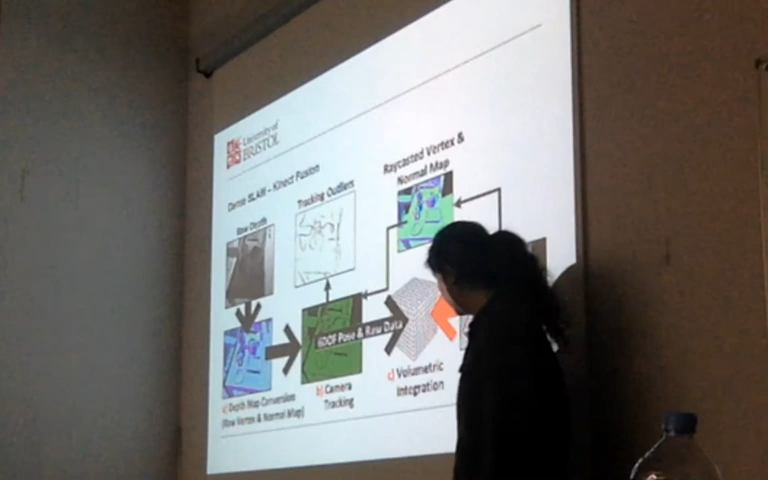 University of
BRISTOL
Dense SLAM – Kinect Fusion
Raw Depth
Tracking Outliers
Raycasted Vertex &
Normal Map
6DOF Pose & Raw Data
a) Depth Map Conversion
(Raw Vertex & Normal Map)
b) Camera
Tracking
c) Volumetric
Integration